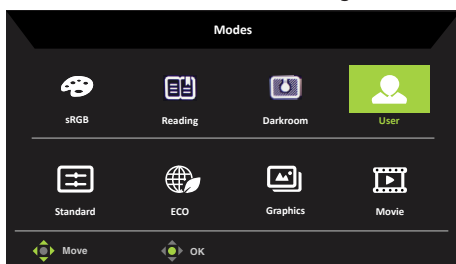 Modes
sRGB Reading Darkroom User
Standard ECO Graphics Movie
Move OK